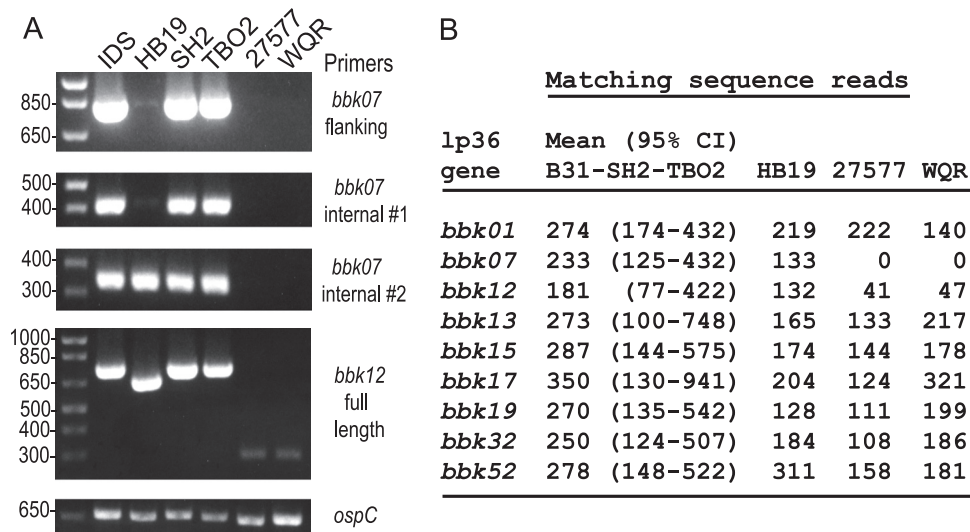 A
IDS HB19 SH2 TBO2 27577 WQR
Primers
850
650
bbk07
flanking
500
400
bbk07
internal #1
400
300
bbk07
internal #2
1000
850
650
500
400
300
bbk12
full
length
650
ospC
B
Matching sequence reads
lp36 Mean (95% CI)
gene B31-SH2-TBO2 HB19 27577 WQR
bbk01 274 (174-432) 219 222 140
bbk07 233 (125-432) 133 0 0
bbk12 181 (77-422) 132 41 47
bbk13 273 (100-748) 165 133 217
bbk15 287 (144-575) 174 144 178
bbk17 350 (130-941) 204 124 321
bbk19 270 (135-542) 128 111 199
bbk32 250 (124-507) 184 108 186
bbk52 278 (148-522) 311 158 181